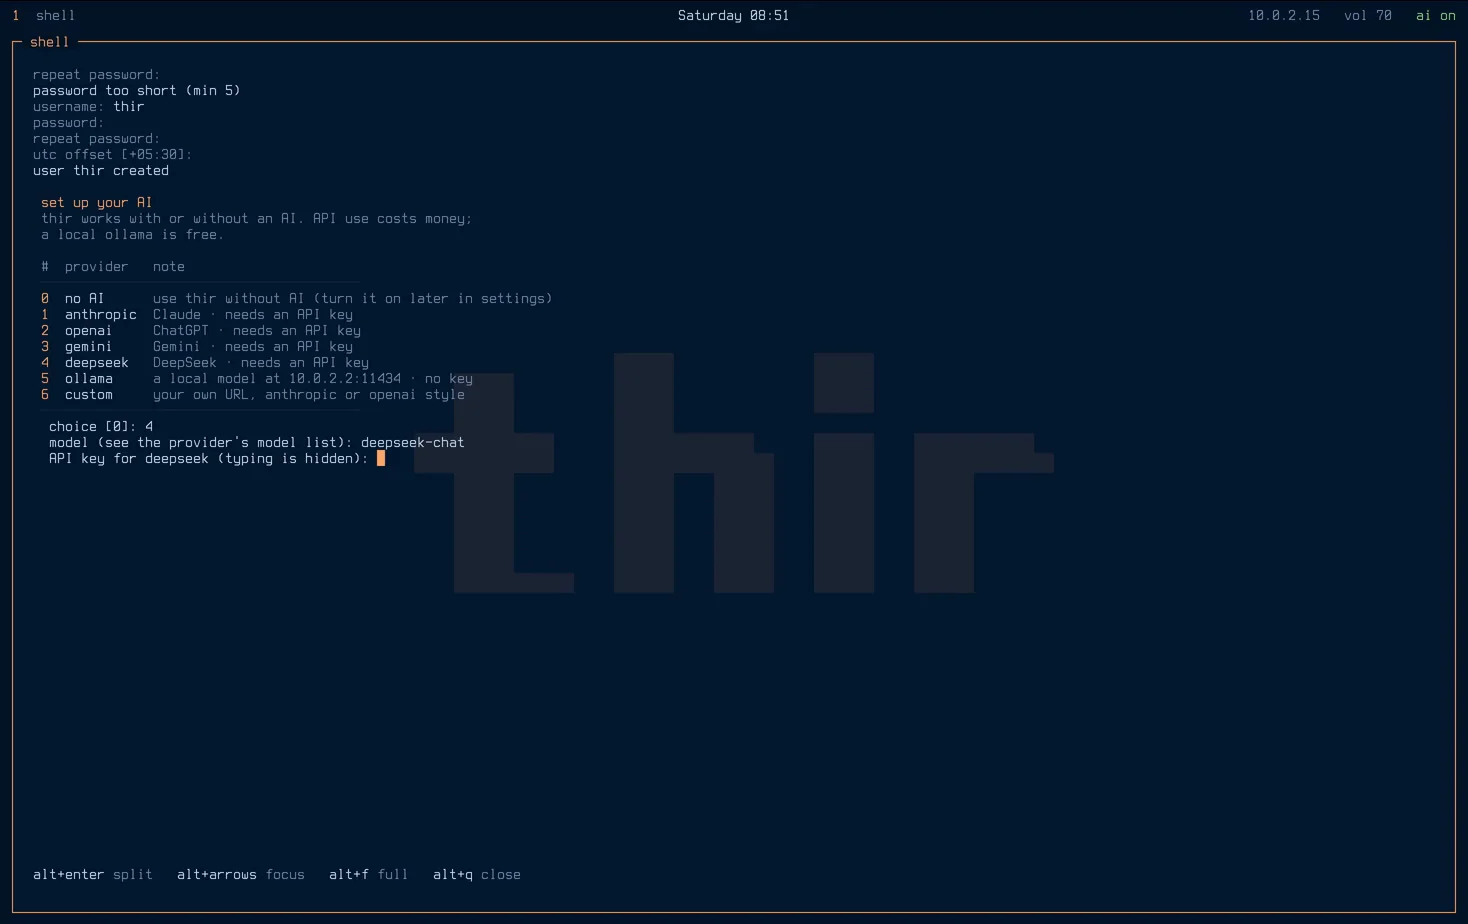 1 shell Saturday 08:51 10.0.2.15 vol 70 ai on
shell
repeat password:
password too short (min 5)
username: thir
password:
repeat password:
utc offset [+05:30]:
user thir created
set up your AI
thir works with or without an AI. API use costs money;
a local ollama is free.
# provider note
0 no AI use thir without AI (turn it on later in settings)
1 anthropic Claude · needs an API key
2 openai ChatGPT · needs an API key
3 gemini Gemini · needs an API key
4 deepseek DeepSeek · needs an API key
5 ollama a local model at 10.0.2.2:11434 · no key
6 custom your own URL, anthropic or openai style
choice [0]: 4
model (see the provider's model list): deepseek-chat
API key for deepseek (typing is hidden):
thir
alt+enter split alt+arrows focus alt+f full alt+q close